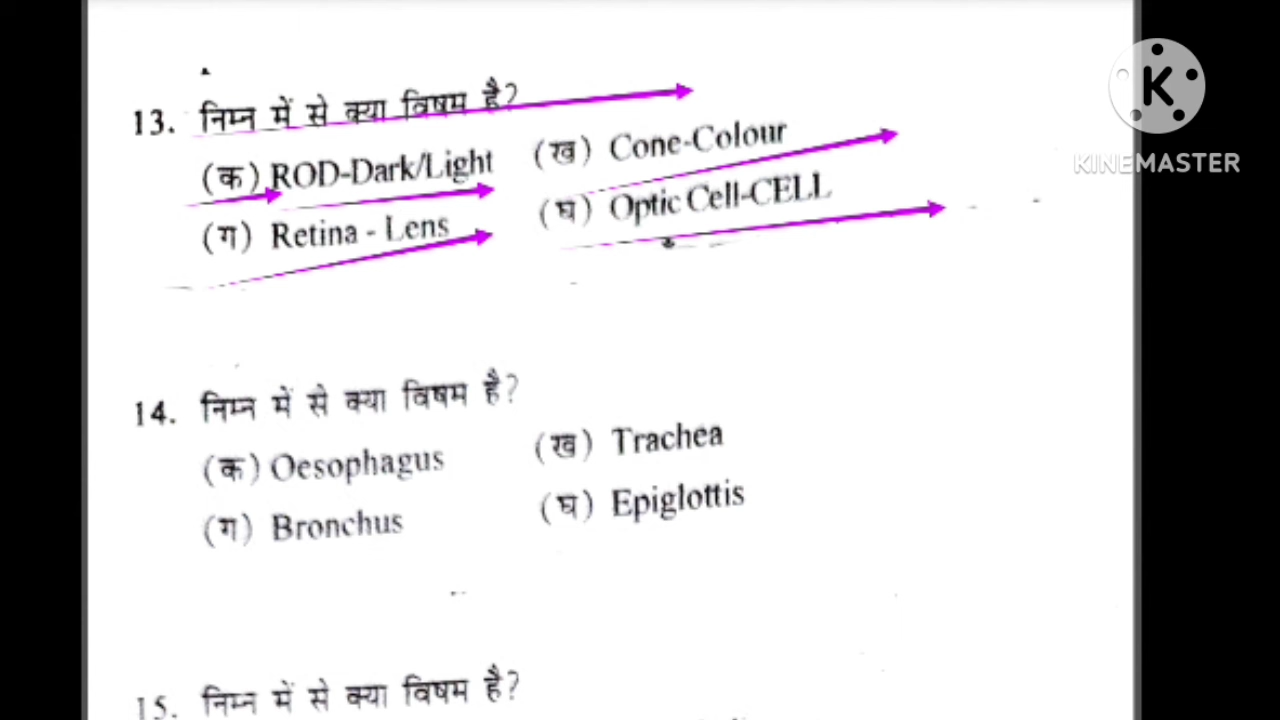 13. निम्न में से क्या विषम है?
(क) ROD-Dark/Light (ख) Cone-Colour
(ग) Retina - Lens (घ) Optic Cell-CELL
14. निम्न में से क्या विषम है?
(क) Oesophagus (ख) Trachea
(ग) Bronchus (घ) Epiglottis
15. निम्न में से क्या विषम है?
K
KINEMASTER